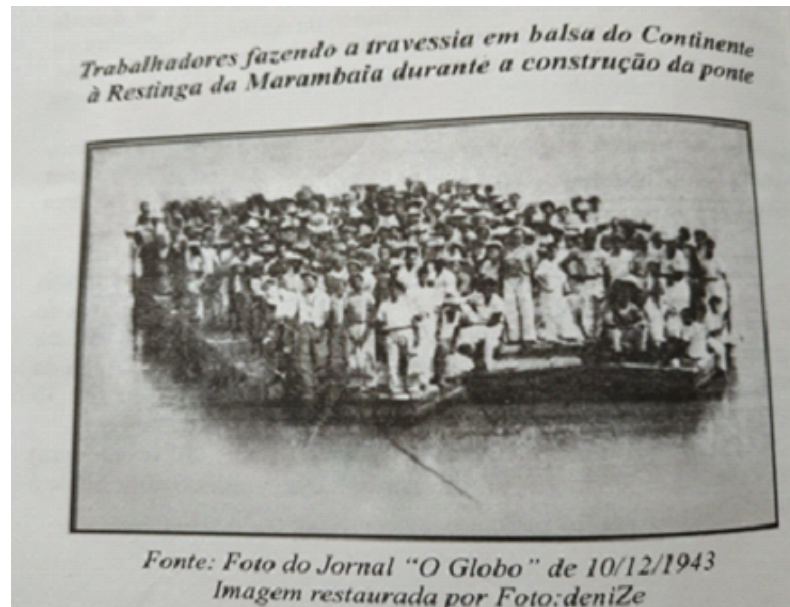 Trabalhadores fazendo a travessia em balsa do Continente
à Restinga da Marambaia durante a construção da ponte
Fonte: Foto do Jornal "O Globo" de 10/12/1943
Imagem restaurada por Foto:deniZe